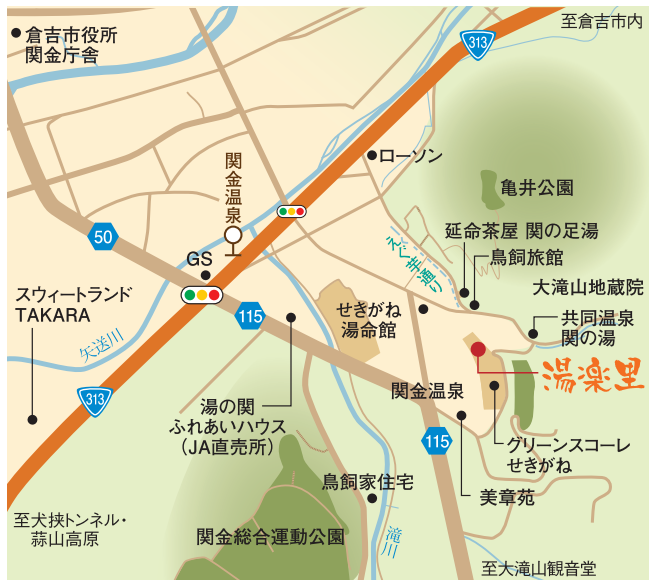 至倉吉市内
倉吉市役所
関金庁舎
313
ローソン
関金温泉
亀井公園
50
延命茶屋 関の足湯
鳥飼旅館
えぐ芋通り
GS
大滝山地蔵院
スウィートランド
TAKARA
せきがね
湯命館
115
共同温泉
関の湯
矢送川
湯楽里
関金温泉
313
湯の関
ふれあいハウス
（JA直売所）
115
グリーンスコーレ
せきがね
鳥飼家住宅
美章苑
至犬挟トンネル・
蒜山高原
関金総合運動公園
滝川
至大滝山観音堂